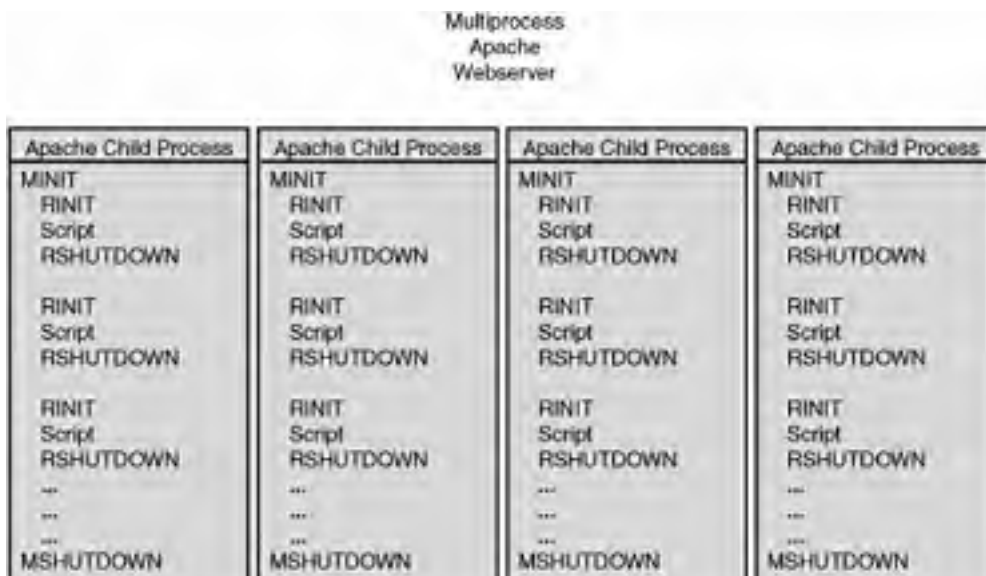 Multiprocess
Apache
Webserver
Apache Child Process
MINIT
RINIT
Script
RSHUTDOWN
RINIT
Script
RSHUTDOWN
RINIT
Script
RSHUTDOWN
...
...
...
MSHUTDOWN
Apache Child Process
MINIT
RINIT
Script
RSHUTDOWN
RINIT
Script
RSHUTDOWN
RINIT
Script
RSHUTDOWN
...
...
...
MSHUTDOWN
Apache Child Process
MINIT
RINIT
Script
RSHUTDOWN
RINIT
Script
RSHUTDOWN
RINIT
Script
RSHUTDOWN
...
...
...
MSHUTDOWN
Apache Child Process
MINIT
RINIT
Script
RSHUTDOWN
RINIT
Script
RSHUTDOWN
RINIT
Script
RSHUTDOWN
...
...
...
MSHUTDOWN